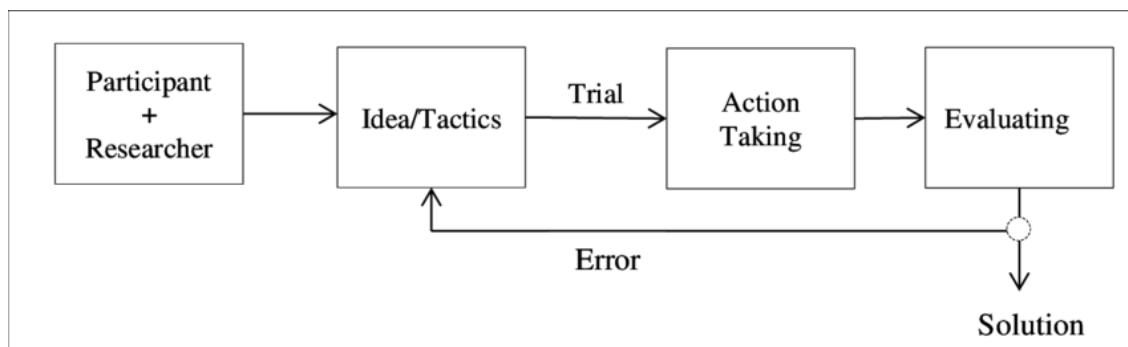 Participant
+
Researcher
Idea/Tactics
Trial
Action
Taking
Evaluating
Error
Solution